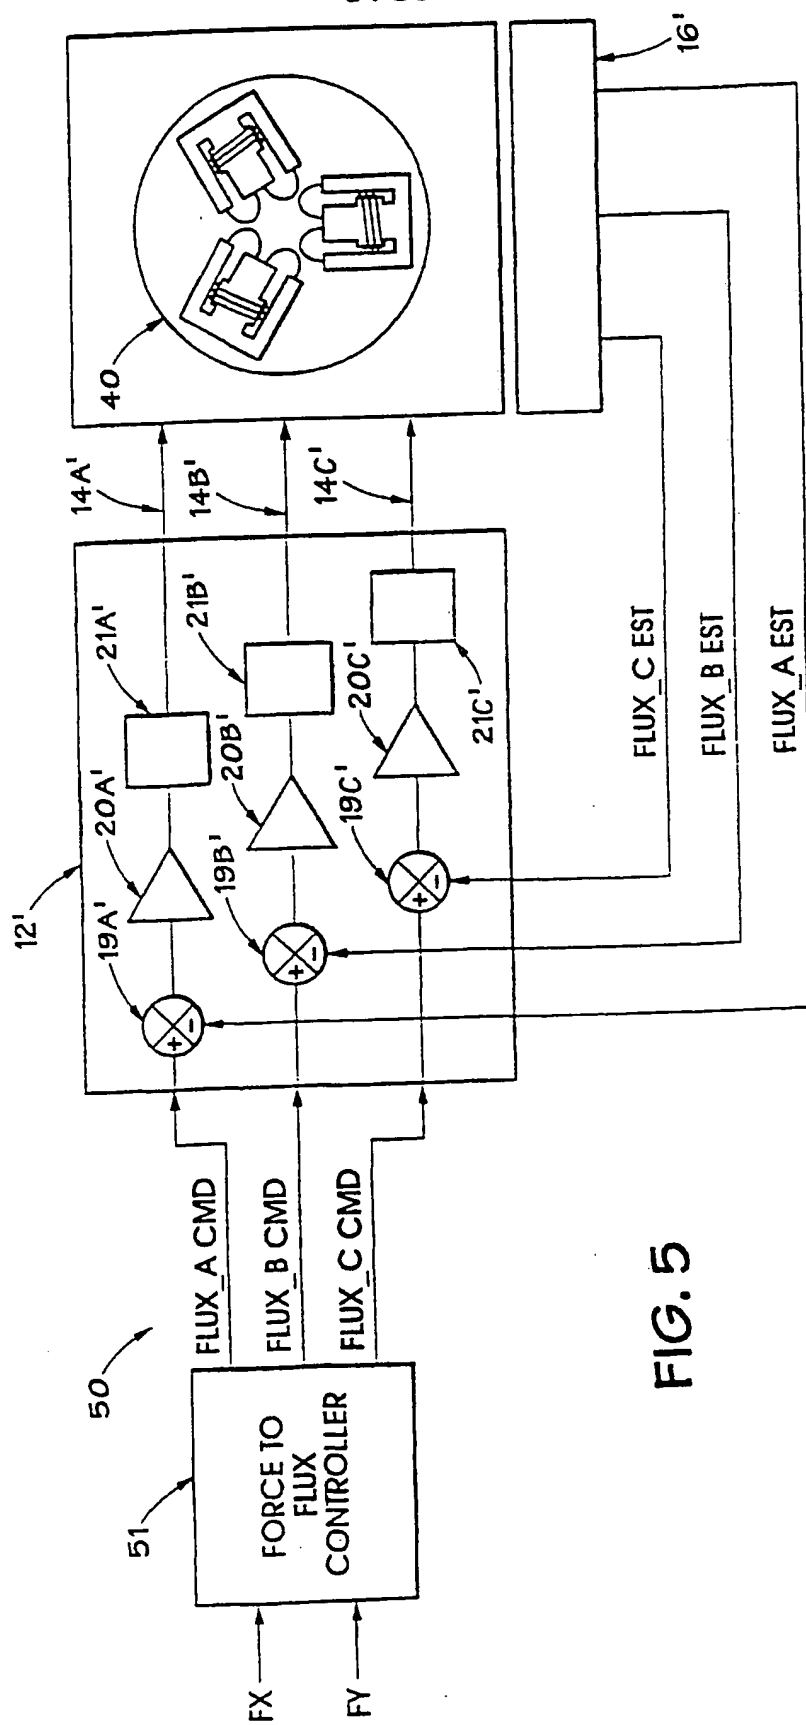 FX
FY
51
FORCE TO
FLUX
CONTROLLER
50
FLUX_A CMD
FLUX_B CMD
FLUX_C CMD
12'
19A'
+
−
20A'
21A'
19B'
+
−
20B'
21B'
19C'
+
−
20C'
21C'
14A'
14B'
14C'
40
16'
FLUX_C EST
FLUX_B EST
FLUX_A EST
FIG. 5